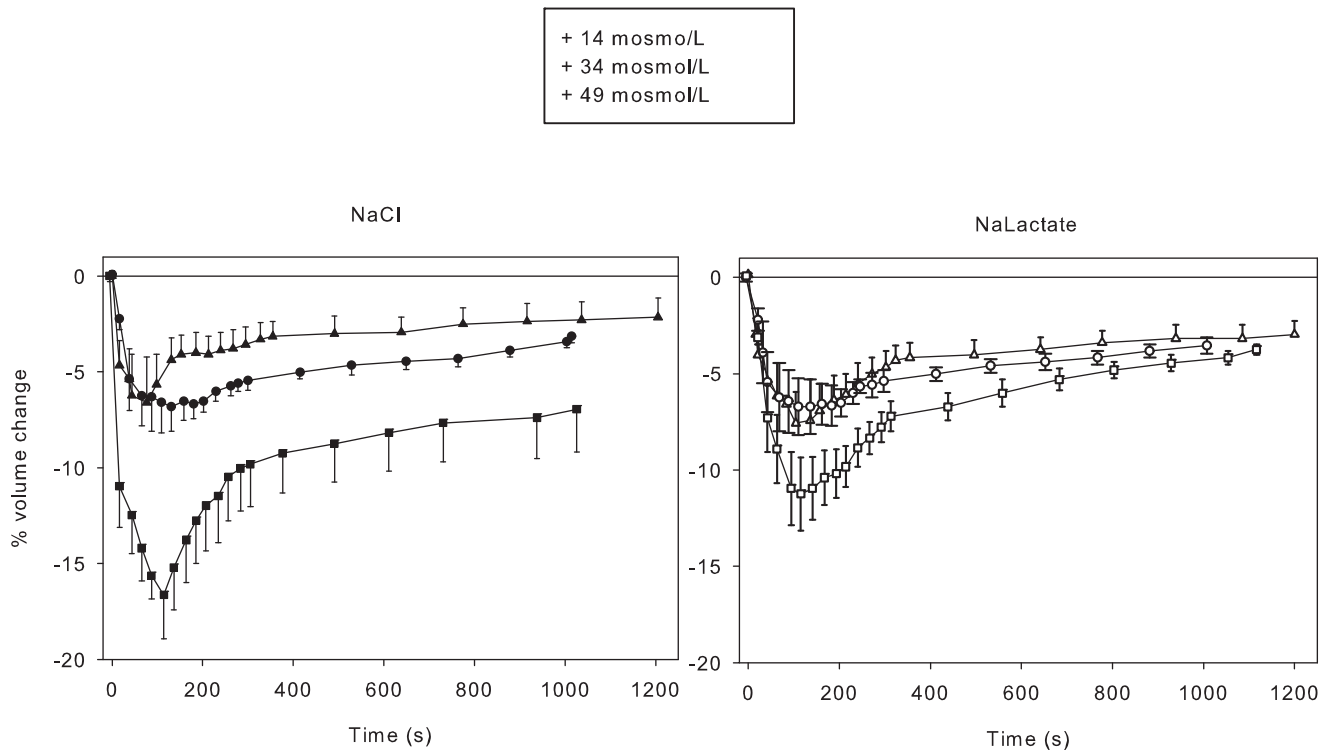 + 14 mosmo/L
+ 34 mosmol/L
+ 49 mosmol/L
NaCl
NaLactate
% volume change
0
-5
-10
-15
-20
0 200 400 600 800 1000 1200
Time (s)
0
-5
-10
-15
-20
0 200 400 600 800 1000 1200
Time (s)